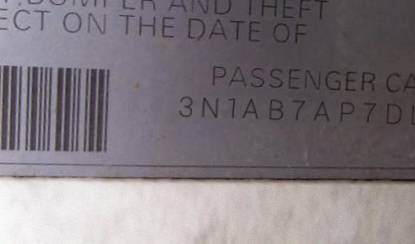 BUMPER AND THEFT
ECT ON THE DATE OF
PASSENGER CA
3N1AB7AP7D